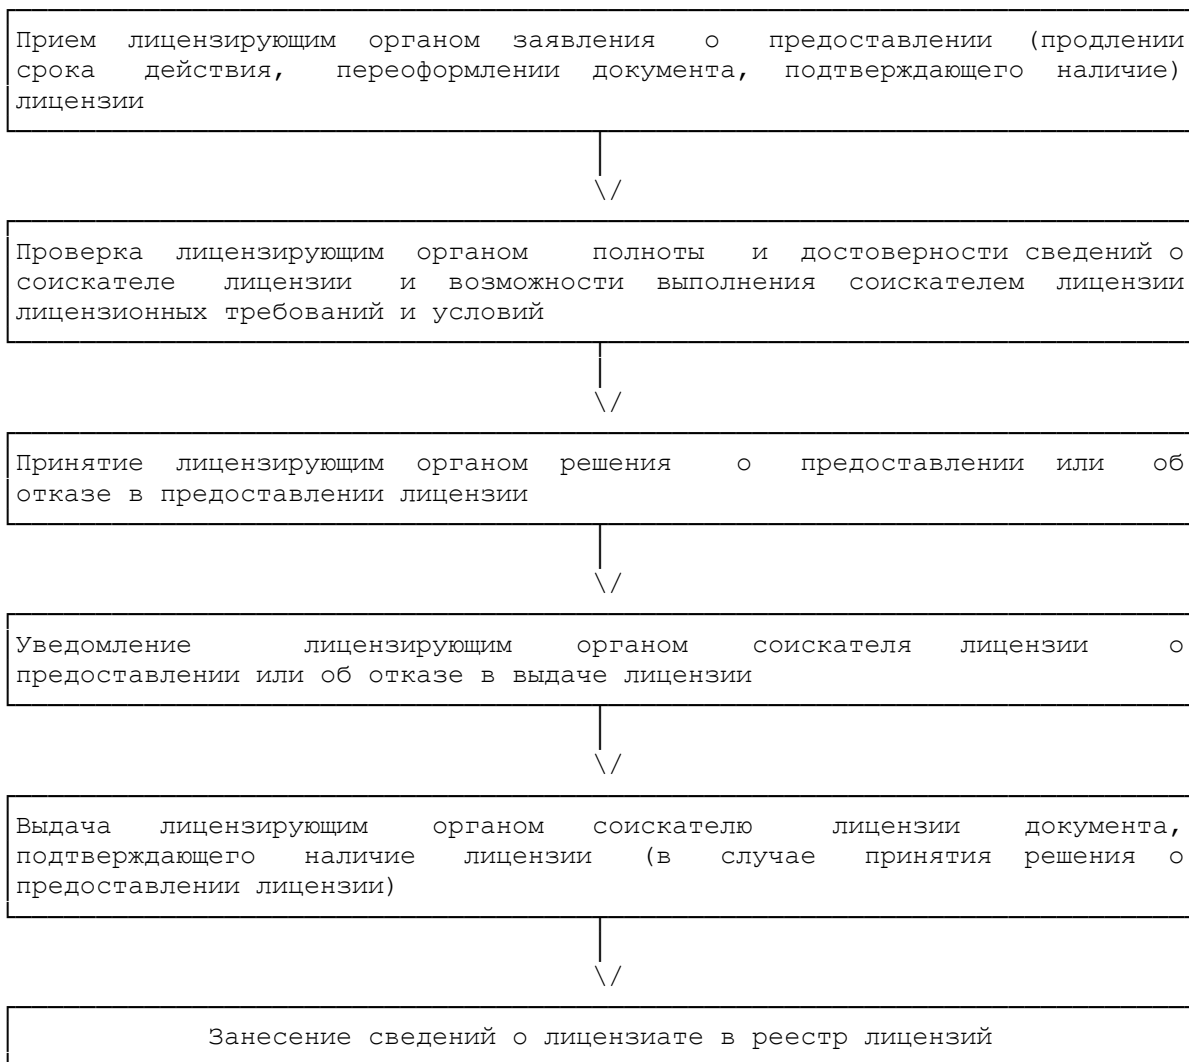 Прием лицензирующим органом заявления о предоставлении (продлении
срока действия, переоформлении документа, подтверждающего наличие)
лицензии
\/
Проверка лицензирующим органом полноты и достоверности сведений о
соискателе лицензии и возможности выполнения соискателем лицензии
лицензионных требований и условий
\/
Принятие лицензирующим органом решения о предоставлении или об
отказе в предоставлении лицензии
\/
Уведомление лицензирующим органом соискателя лицензии о
предоставлении или об отказе в выдаче лицензии
\/
Выдача лицензирующим органом соискателю лицензии документа,
подтверждающего наличие лицензии (в случае принятия решения о
предоставлении лицензии)
\/
Занесение сведений о лицензиате в реестр лицензий